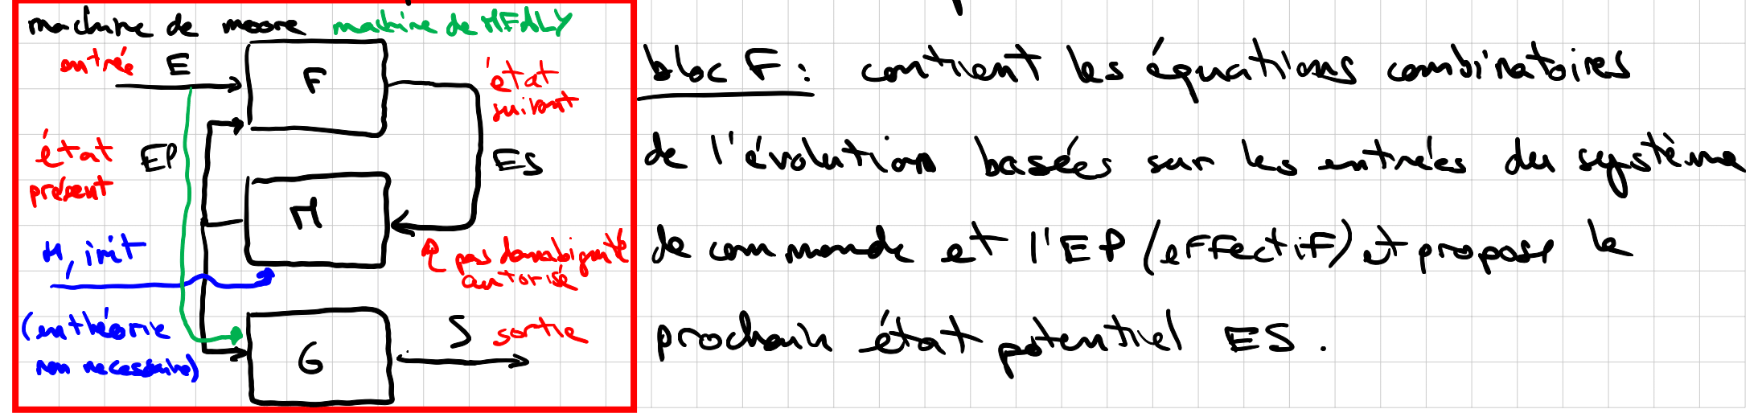 machine de moore machine de MEALY
entrée E
F
état suivant
état présent
EP
ES
M
H, init
pas d'ambiguité autorisé
(en théorie non necessaire)
G
S sortie
bloc F : contient les équations combinatoires
de l'évolution basées sur les entrées du système
de commande et l'EP (effectif) et propose le
prochain état potentiel ES.